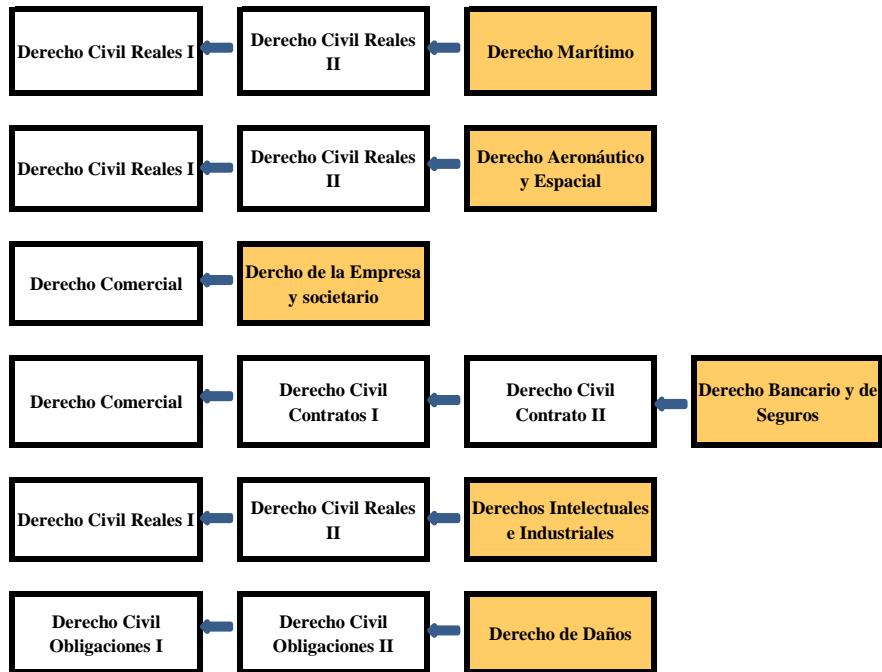 Derecho Civil Reales I
Derecho Civil Reales
II
Derecho Marítimo
Derecho Civil Reales I
Derecho Civil Reales
II
Derecho Aeronáutico
y Espacial
Derecho Comercial
Dercho de la Empresa
y societario
Derecho Comercial
Derecho Civil
Contratos I
Derecho Civil
Contrato II
Derecho Bancario y de
Seguros
Derecho Civil Reales I
Derecho Civil Reales
II
Derechos Intelectuales
e Industriales
Derecho Civil
Obligaciones I
Derecho Civil
Obligaciones II
Derecho de Daños